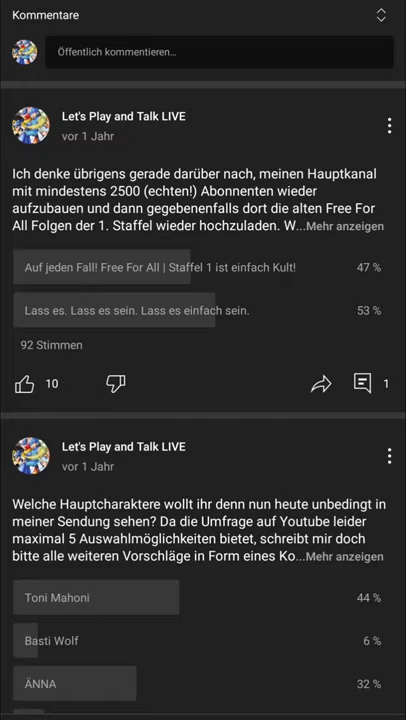 Kommentare
Öffentlich kommentieren...
Let's Play and Talk LIVE
vor 1 Jahr
Ich denke übrigens gerade darüber nach, meinen Hauptkanal
mit mindestens 2500 (echten!) Abonnenten wieder
aufzubauen und dann gegebenenfalls dort die alten Free For
All Folgen der 1. Staffel wieder hochzuladen. W...Mehr anzeigen
Auf jeden Fall! Free For All | Staffel 1 ist einfach Kult! 47 %
Lass es. Lass es sein. Lass es einfach sein. 53 %
92 Stimmen
10 1
Let's Play and Talk LIVE
vor 1 Jahr
Welche Hauptcharaktere wollt ihr denn nun heute unbedingt in
meiner Sendung sehen? Da die Umfrage auf Youtube leider
maximal 5 Auswahlmöglichkeiten bietet, schreibt mir doch
bitte alle weiteren Vorschläge in Form eines Ko...Mehr anzeigen
Toni Mahoni 44 %
Basti Wolf 6 %
ÄNNA 32 %